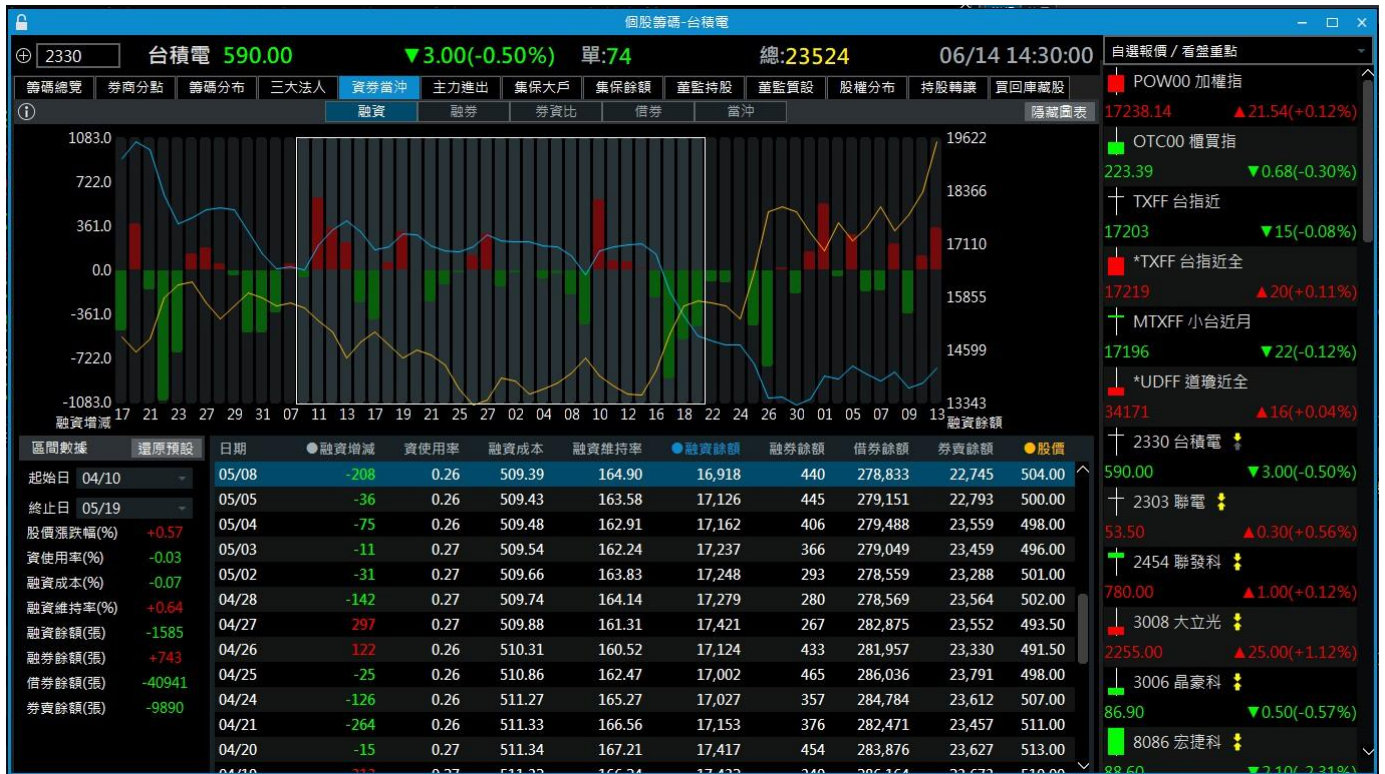 個股籌碼-台積電
2330 台積電 590.00 ▼3.00(-0.50%) 單:74 總:23524 06/14 14:30:00
籌碼總覽 券商分點 籌碼分布 三大法人 資券當沖 主力進出 集保大戶 集保餘額 董監持股 董監質設 股權分布 持股轉讓 買回庫藏股
融資 融券 券資比 借券 當沖 隱藏圖表
1083.0 19622
722.0 18366
361.0 17110
0.0
-361.0 15855
-722.0 14599
-1083.0 13343
17 21 23 27 29 31 07 11 13 17 19 21 25 27 02 04 08 10 12 16 18 22 24 26 30 01 05 07 09 13
融資增減 融資餘額
區間數據 還原預設
起始日 04/10
終止日 05/19
股價漲跌幅(%) +0.57
資使用率(%) -0.03
融資成本(%) -0.07
融資維持率(%) +0.64
融資餘額(張) -1585
融券餘額(張) +743
借券餘額(張) -40941
券賣餘額(張) -9890
日期 ●融資增減 資使用率 融資成本 融資維持率 ●融資餘額 融券餘額 借券餘額 券賣餘額 ●股價
05/08 -208 0.26 509.39 164.90 16,918 440 278,833 22,745 504.00
05/05 -36 0.26 509.43 163.58 17,126 445 279,151 22,793 500.00
05/04 -75 0.26 509.48 162.91 17,162 406 279,488 23,559 498.00
05/03 -11 0.27 509.54 162.24 17,237 366 279,049 23,459 496.00
05/02 -31 0.27 509.66 163.83 17,248 293 278,559 23,288 501.00
04/28 -142 0.27 509.74 164.14 17,279 280 278,569 23,564 502.00
04/27 297 0.27 509.88 161.31 17,421 267 282,875 23,552 493.50
04/26 122 0.26 510.31 160.52 17,124 433 281,957 23,330 491.50
04/25 -25 0.26 510.86 162.47 17,002 465 286,036 23,791 498.00
04/24 -126 0.26 511.27 165.27 17,027 357 284,784 23,612 507.00
04/21 -264 0.26 511.33 166.56 17,153 376 282,471 23,457 511.00
04/20 -15 0.27 511.34 167.21 17,417 454 283,876 23,627 513.00
自選報價 / 看盤重點
POW00 加權指
17238.14 ▲21.54(+0.12%)
OTC00 櫃買指
223.39 ▼0.68(-0.30%)
TXFF 台指近
17203 ▼15(-0.08%)
*TXFF 台指近全
17219 ▲20(+0.11%)
MTXFF 小台近月
17196 ▼22(-0.12%)
*UDFF 道瓊近全
34171 ▲16(+0.04%)
2330 台積電
590.00 ▼3.00(-0.50%)
2303 聯電
53.50 ▲0.30(+0.56%)
2454 聯發科
780.00 ▲1.00(+0.12%)
3008 大立光
2255.00 ▲25.00(+1.12%)
3006 晶豪科
86.90 ▼0.50(-0.57%)
8086 宏捷科
88.60 ▼2.10(-2.31%)